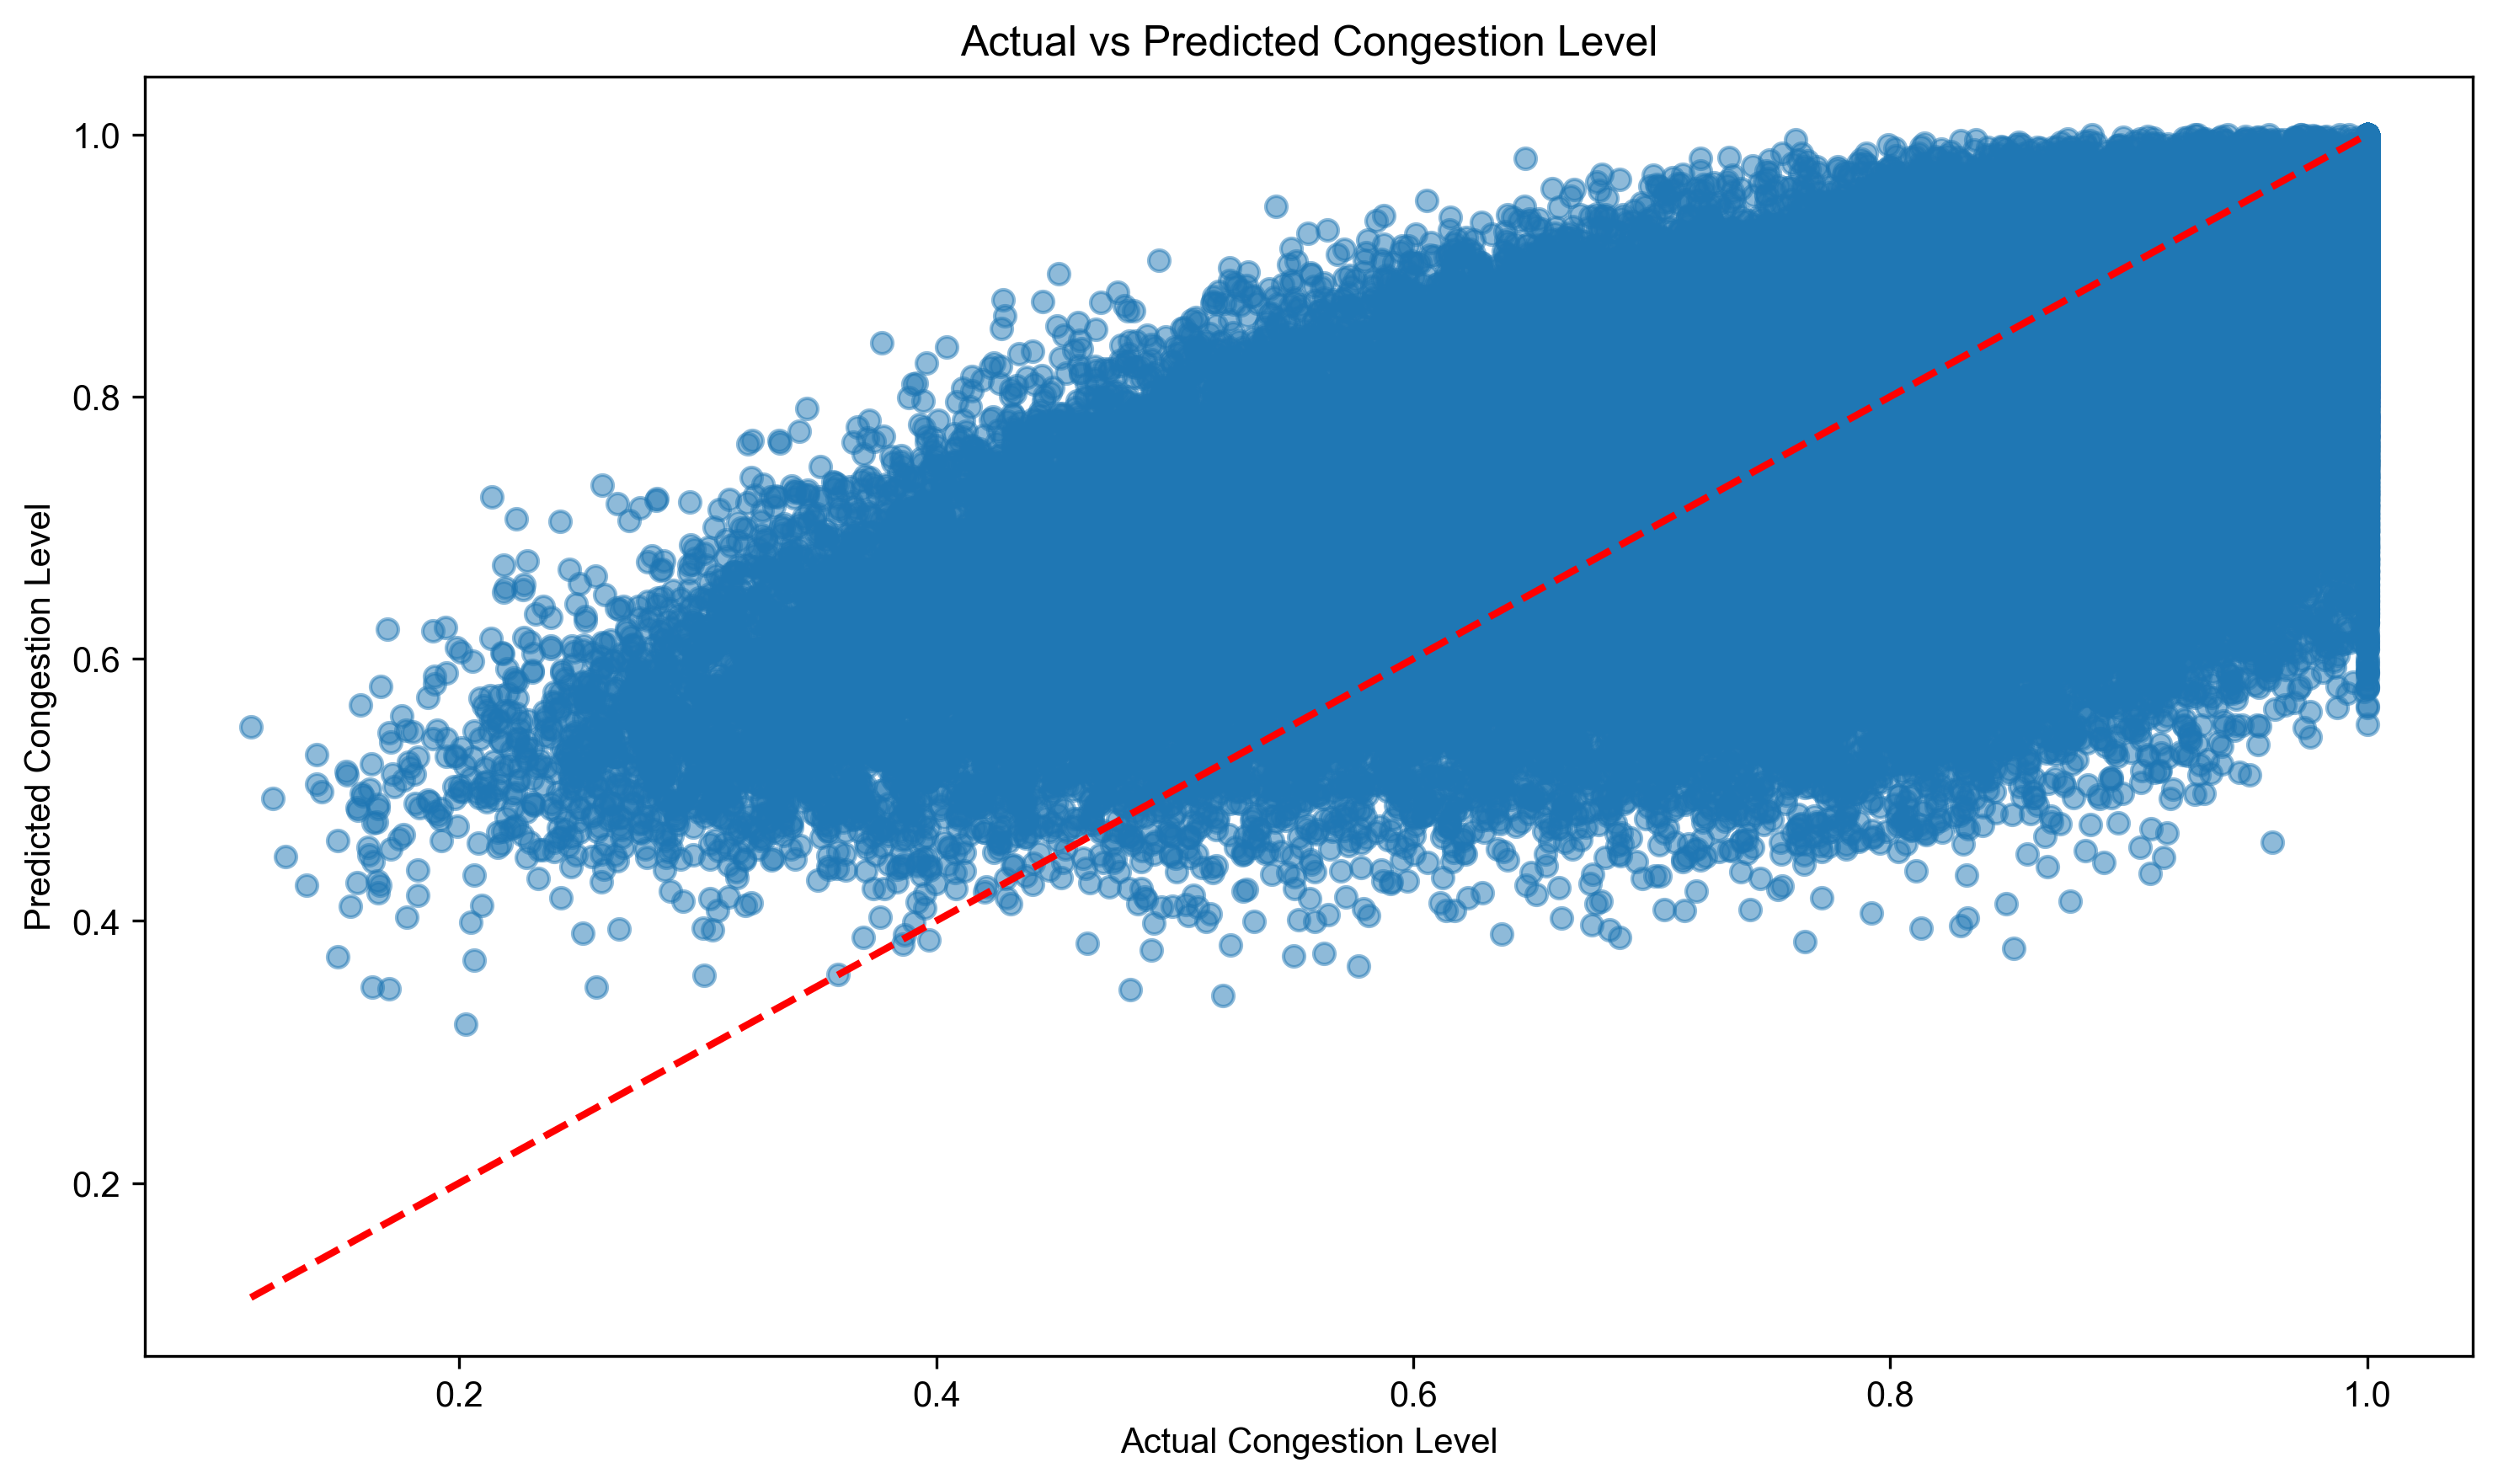 Actual vs Predicted Congestion Level
1.0
0.8
0.6
0.4
0.2
Predicted Congestion Level
0.2 0.4 0.6 0.8 1.0
Actual Congestion Level